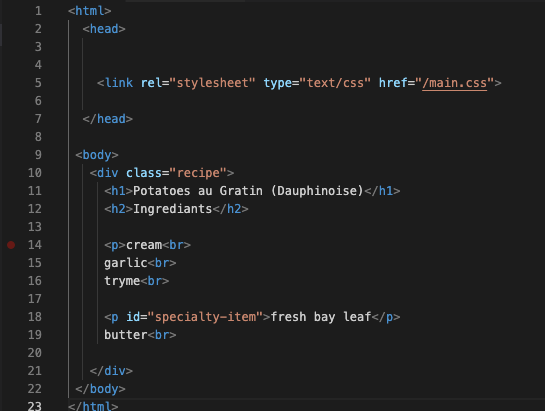 1 <html>
2 <head>
3
4
5 <link rel="stylesheet" type="text/css" href="/main.css">
6
7 </head>
8
9 <body>
10 <div class="recipe">
11 <h1>Potatoes au Gratin (Dauphinoise)</h1>
12 <h2>Ingrediants</h2>
13
14 <p>cream<br>
15 garlic<br>
16 tryme<br>
17
18 <p id="specialty-item">fresh bay leaf</p>
19 butter<br>
20
21 </div>
22 </body>
23 </html>